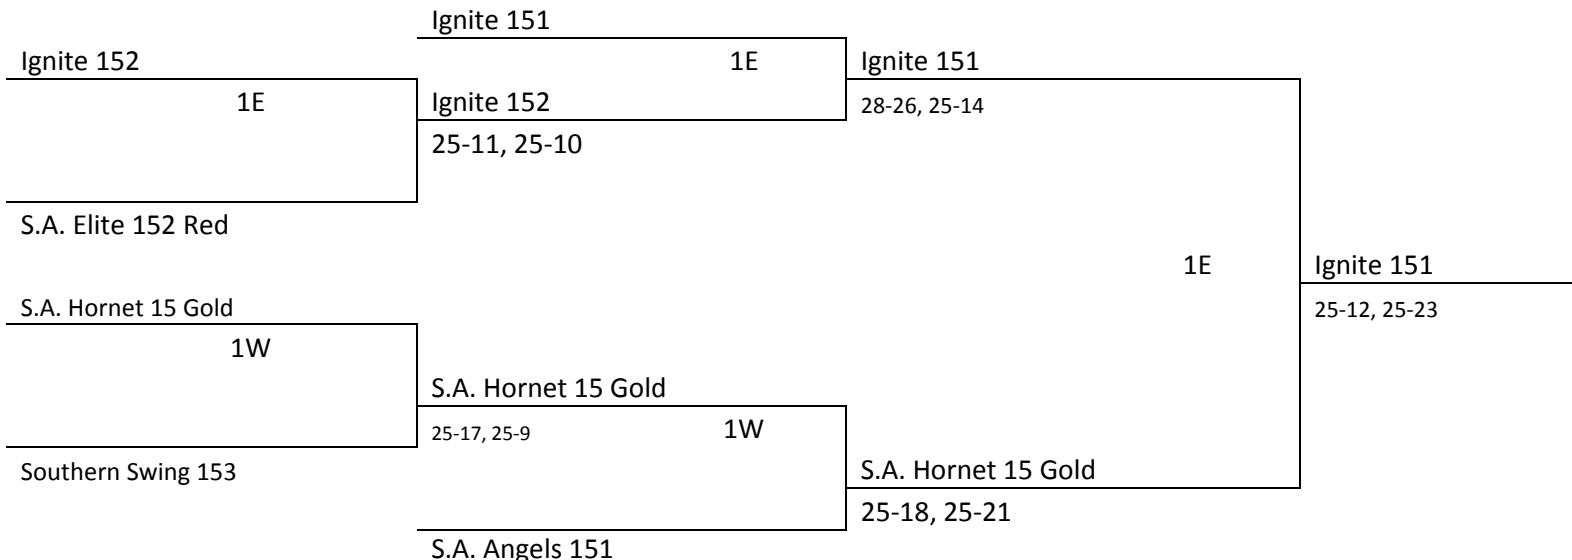 Ignite 151
Ignite 152
1E
Ignite 151
1E
Ignite 152
28-26, 25-14
25-11, 25-10
S.A. Elite 152 Red
1E
Ignite 151
S.A. Hornet 15 Gold
25-12, 25-23
1W
S.A. Hornet 15 Gold
25-17, 25-9
1W
Southern Swing 153
S.A. Hornet 15 Gold
25-18, 25-21
S.A. Angels 151